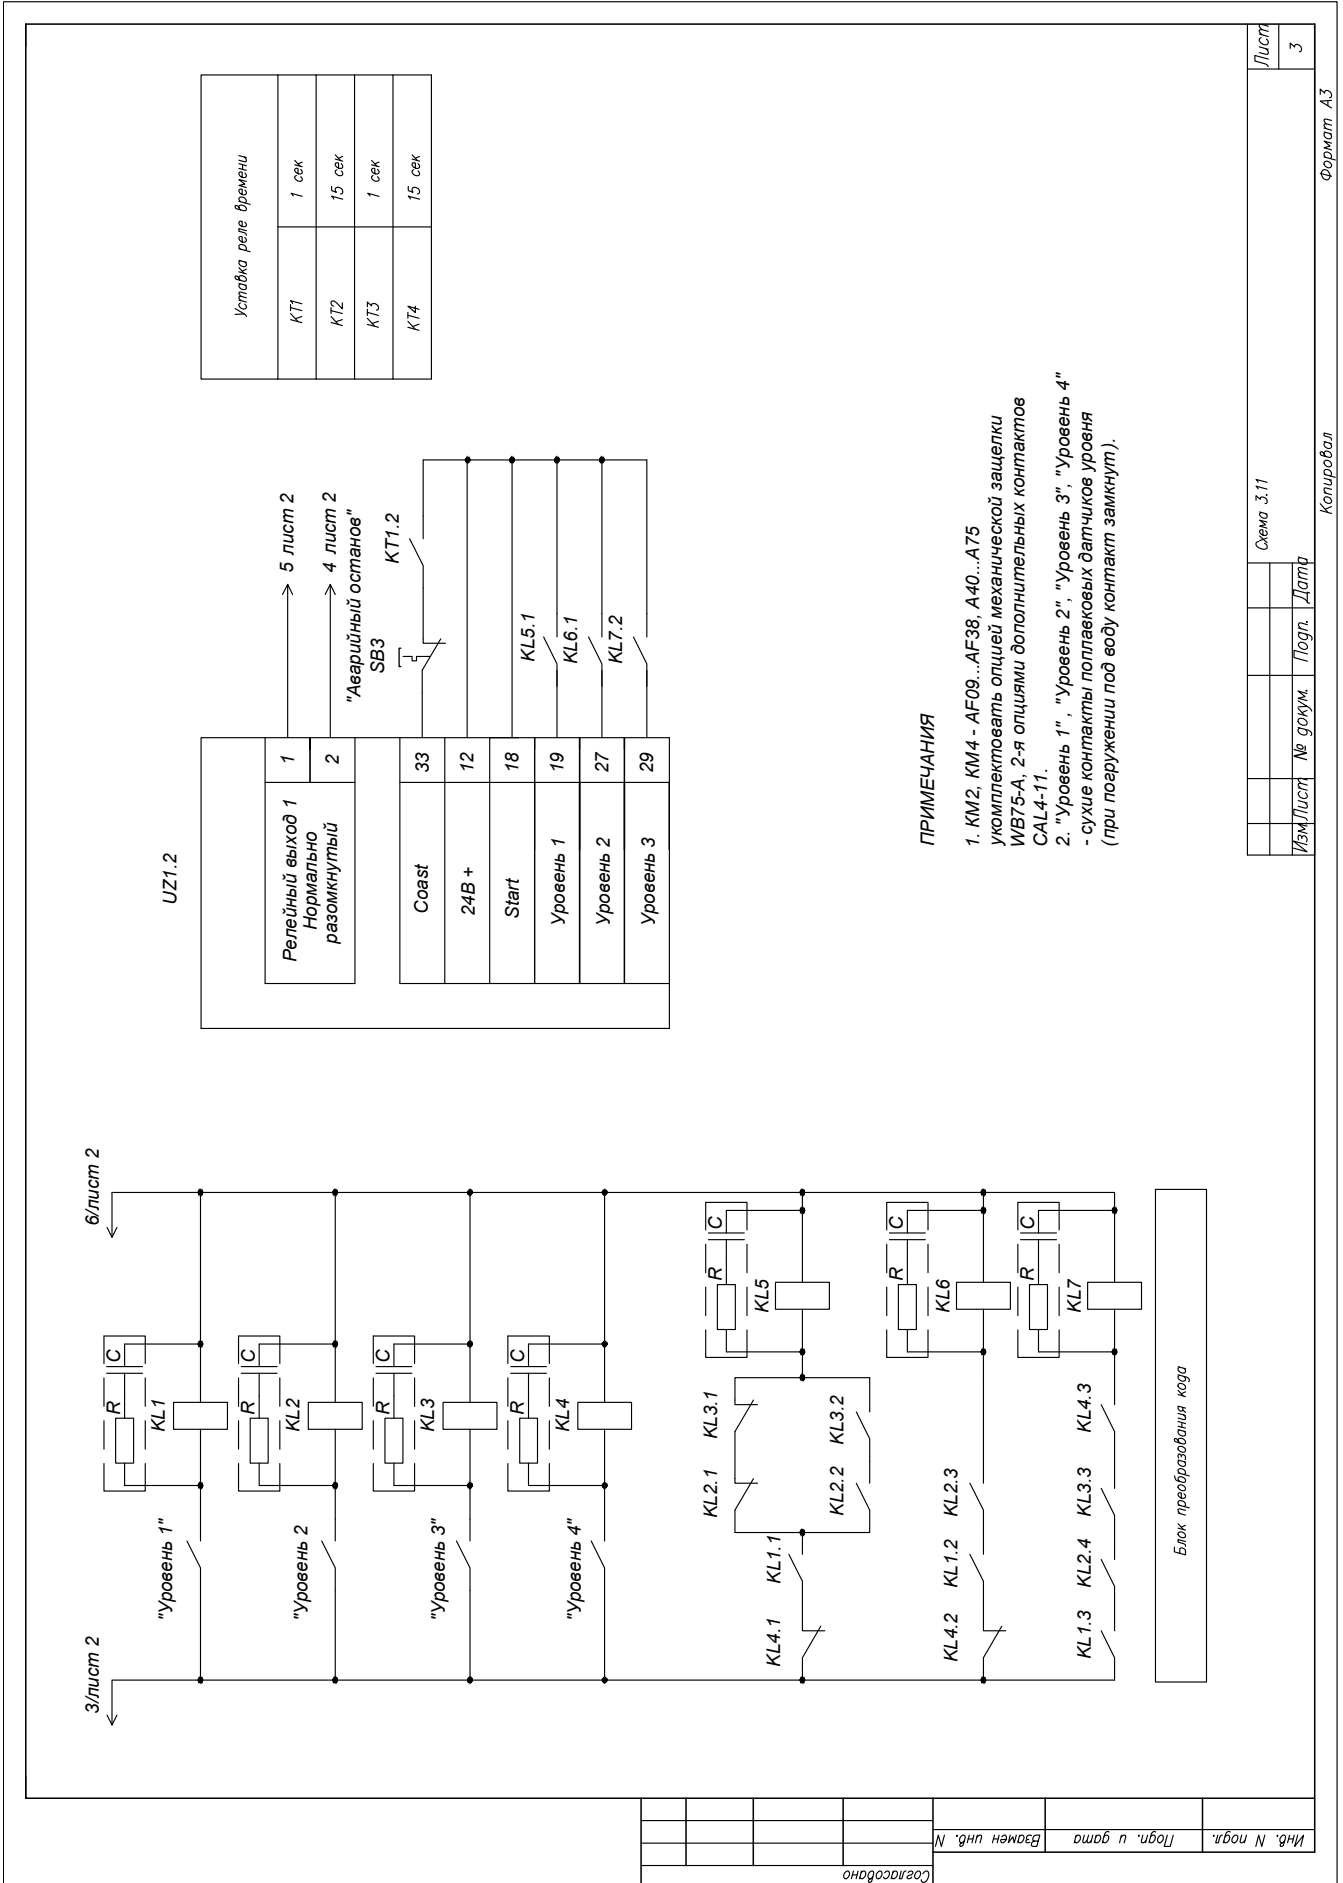 3/лист 2
6/лист 2
"Уровень 1"
KL1
R
C
"Уровень 2
KL2
R
C
"Уровень 3"
KL3
R
C
"Уровень 4"
KL4
R
C
KL4.1
KL1.1
KL2.1
KL3.1
KL2.2
KL3.2
KL5
R
C
KL4.2
KL1.2
KL2.3
KL6
R
C
KL1.3
KL2.4
KL3.3
KL4.3
KL7
R
C
Блок преобразования кода
UZ1.2
Релейный выход 1
Нормально
разомкнутый
1
2
5 лист 2
4 лист 2
"Аварийный останов"
SB3
KT1.2
Coast
33
24В +
12
Start
18
Уровень 1
19
KL5.1
Уровень 2
27
KL6.1
Уровень 3
29
KL7.2
Уставка реле времени
КТ1
1 сек
КТ2
15 сек
КТ3
1 сек
КТ4
15 сек
ПРИМЕЧАНИЯ
1. КМ2, КМ4 - AF09...AF38, A40...A75
укомплектовать опцией механической защелки
WB75-A, 2-я опциями дополнительных контактов
CAL4-11.
2. "Уровень 1", "Уровень 2", "Уровень 3", "Уровень 4"
- сухие контакты поплавковых датчиков уровня
(при погружении под воду контакт замкнут).
Изм.
Лист
№ докум.
Подп.
Дата
Схема 3.11
Лист
3
Копировал
Формат А3
Согласовано
Взамен инв. N
Подп. и дата
Инв. N подл.